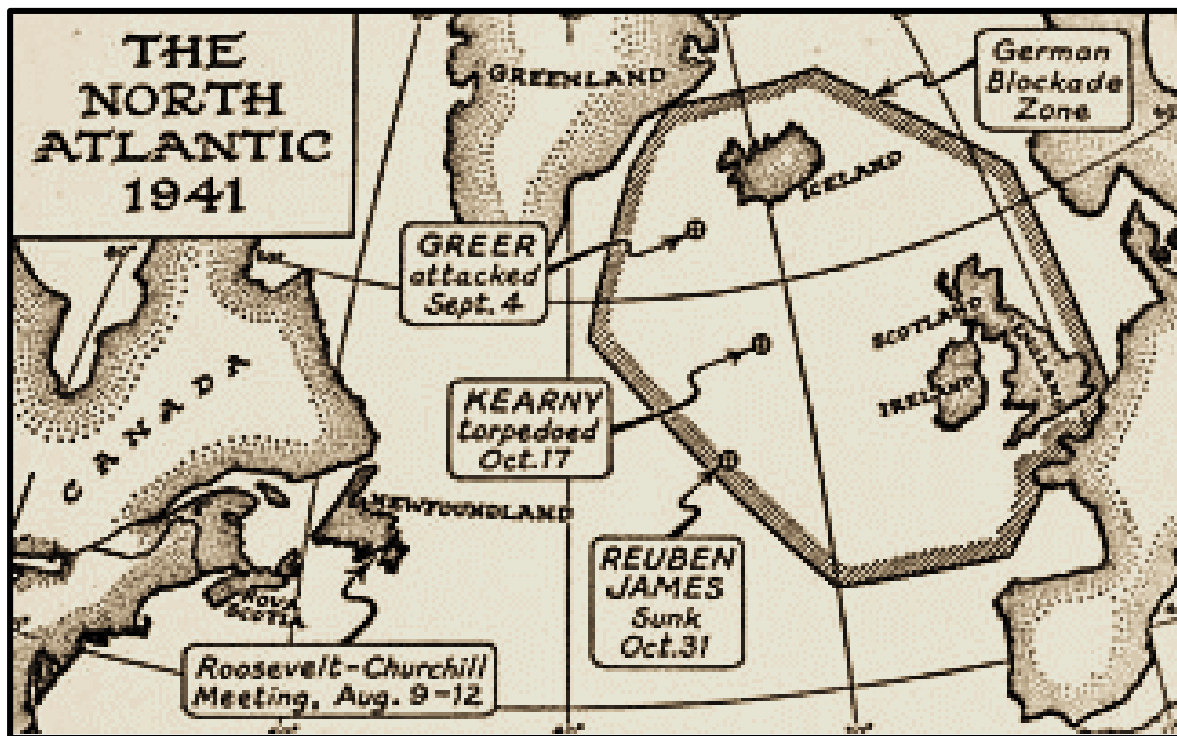 THE
NORTH
ATLANTIC
1941
GREENLAND
German
Blockade
Zone
ICELAND
GREER
attacked
Sept. 4
SCOTLAND
ENGLAND
IRELAND
CANADA
KEARNY
torpedoed
Oct. 17
NEWFOUNDLAND
REUBEN
JAMES
Sunk
Oct. 31
NOVA
SCOTIA
Roosevelt-Churchill
Meeting, Aug. 9-12